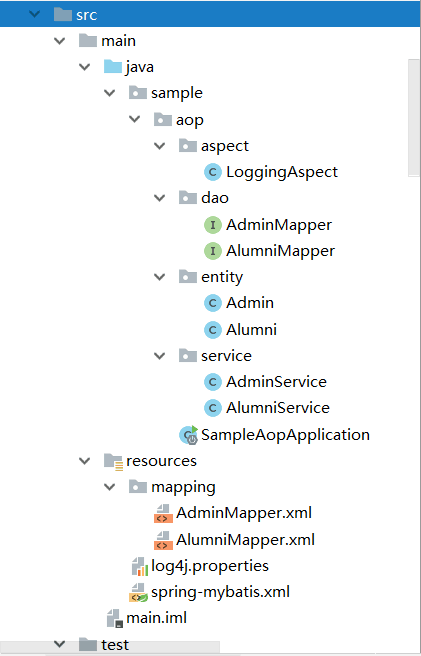 src
main
java
sample
aop
aspect
C LoggingAspect
dao
I AdminMapper
I AlumniMapper
entity
C Admin
C Alumni
service
C AdminService
C AlumniService
SampleAopApplication
resources
mapping
AdminMapper.xml
AlumniMapper.xml
log4j.properties
spring-mybatis.xml
main.iml
test